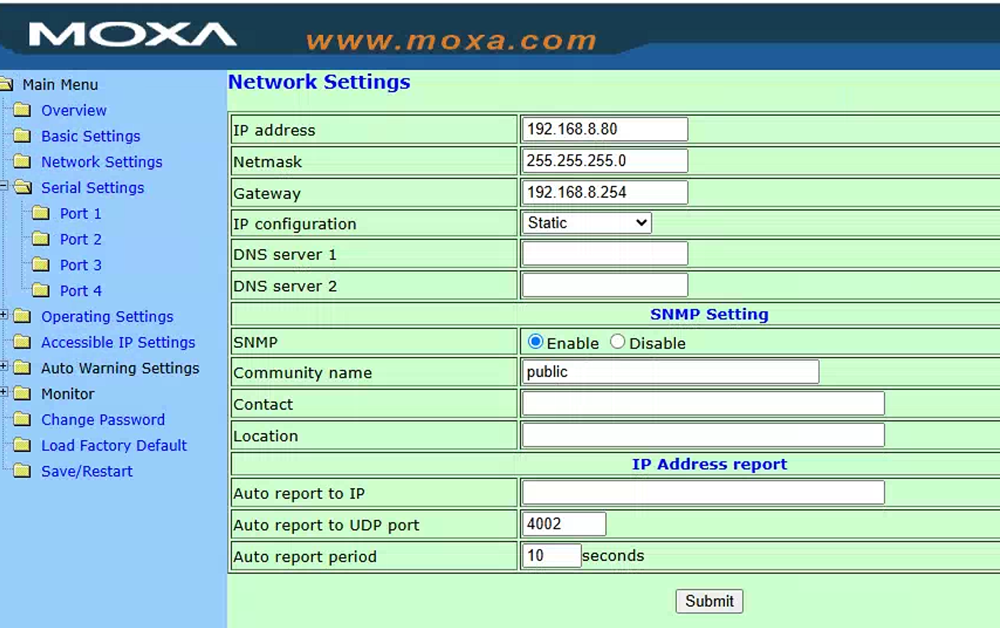 MOXA
www.moxa.com
Main Menu
Overview
Basic Settings
Network Settings
Serial Settings
Port 1
Port 2
Port 3
Port 4
Operating Settings
Accessible IP Settings
Auto Warning Settings
Monitor
Change Password
Load Factory Default
Save/Restart
Network Settings
IP address 192.168.8.80
Netmask 255.255.255.0
Gateway 192.168.8.254
IP configuration Static
DNS server 1
DNS server 2
SNMP Setting
SNMP Enable Disable
Community name public
Contact
Location
IP Address report
Auto report to IP
Auto report to UDP port 4002
Auto report period 10 seconds
Submit